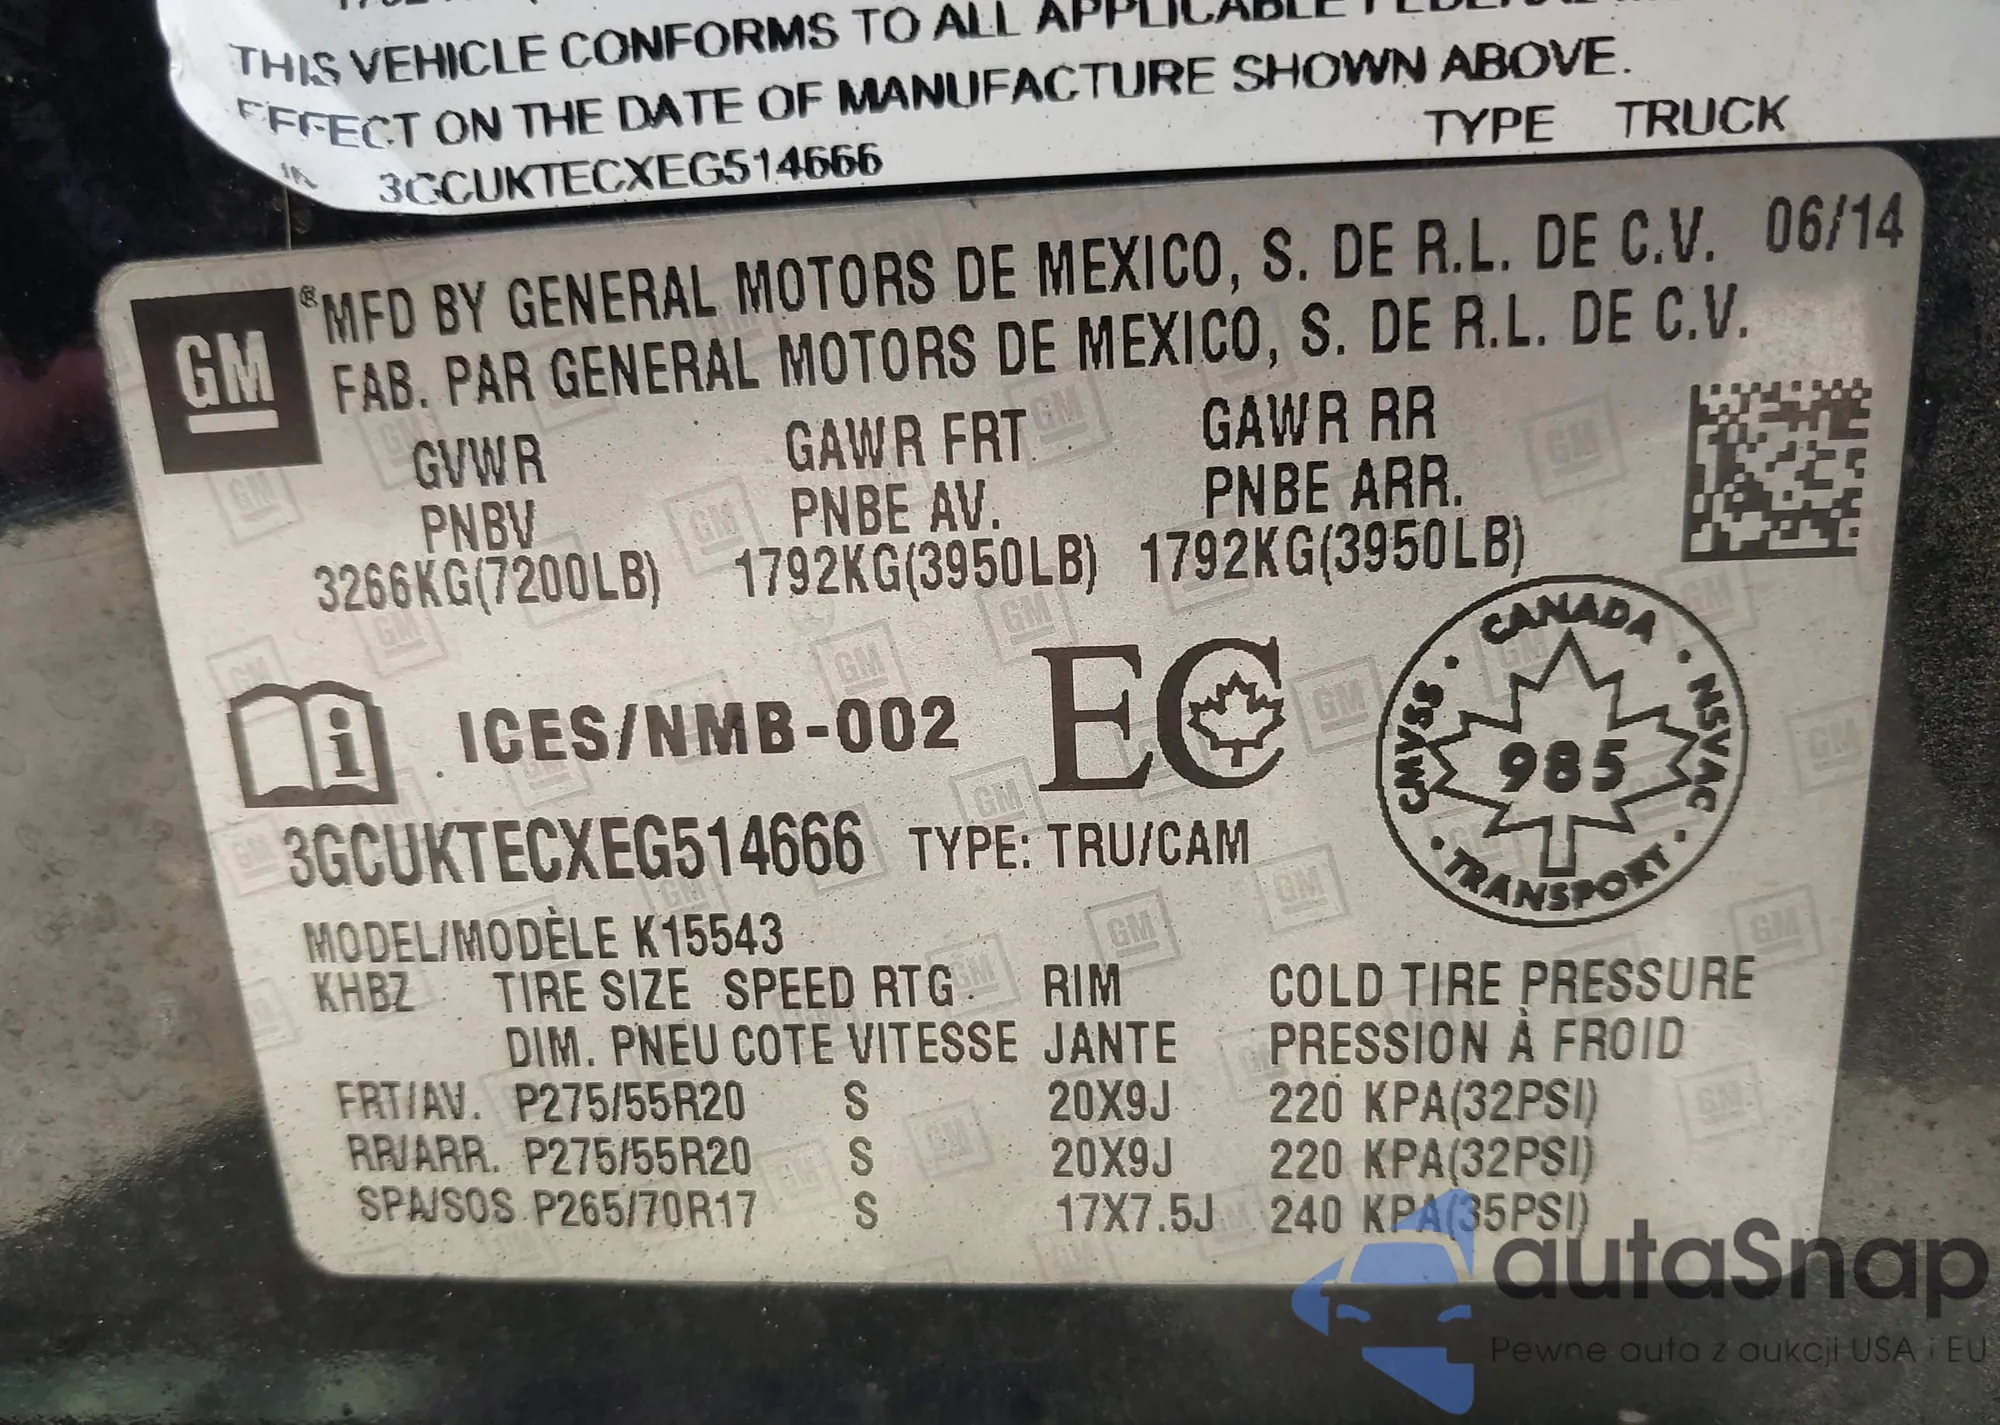 THIS VEHICLE CONFORMS TO ALL APPLICABLE
EFFECT ON THE DATE OF MANUFACTURE SHOWN ABOVE.
3GCUKTECXEG514666 TYPE TRUCK
GM ® MFD BY GENERAL MOTORS DE MEXICO, S. DE R.L. DE C.V. 06/14
FAB. PAR GENERAL MOTORS DE MEXICO, S. DE R.L. DE C.V.
GVWR GAWR FRT GAWR RR
PNBV PNBE AV. PNBE ARR.
3266KG(7200LB) 1792KG(3950LB) 1792KG(3950LB)
i ICES/NMB-002 EC
CANADA
CMVSS · 985 · NSVAC
TRANSPORT
3GCUKTECXEG514666 TYPE: TRU/CAM
MODEL/MODÈLE K15543
KHBZ TIRE SIZE SPEED RTG RIM COLD TIRE PRESSURE
DIM. PNEU COTE VITESSE JANTE PRESSION À FROID
FRT/AV. P275/55R20 S 20X9J 220 KPA(32PSI)
RR/ARR. P275/55R20 S 20X9J 220 KPA(32PSI)
SPA/SOS P265/70R17 S 17X7.5J 240 KPA(35PSI)
autaSnap
Pewne auta z aukcji USA i EU